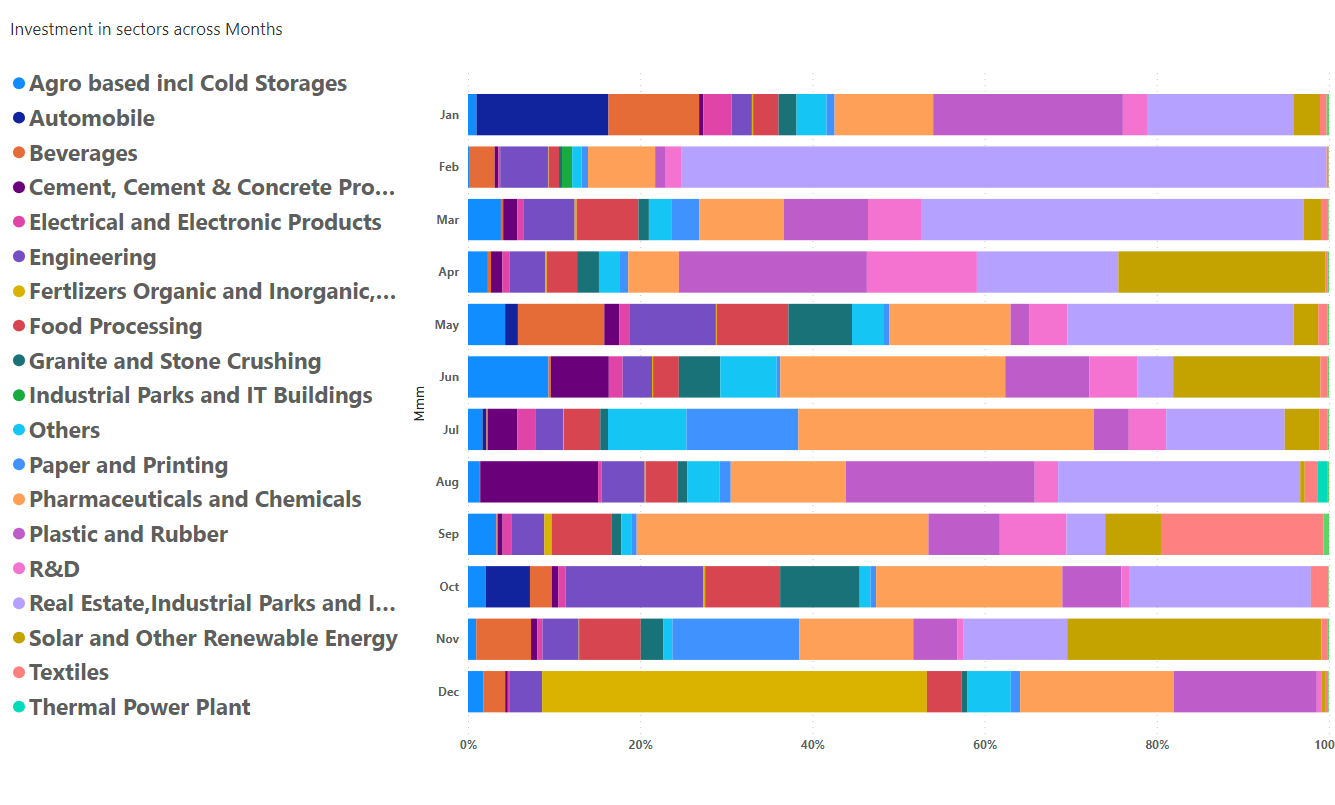 Investment in sectors across Months
Agro based incl Cold Storages
Automobile
Beverages
Cement, Cement & Concrete Pro...
Electrical and Electronic Products
Engineering
Fertlizers Organic and Inorganic,...
Food Processing
Granite and Stone Crushing
Industrial Parks and IT Buildings
Others
Paper and Printing
Pharmaceuticals and Chemicals
Plastic and Rubber
R&D
Real Estate,Industrial Parks and I...
Solar and Other Renewable Energy
Textiles
Thermal Power Plant
Mmm
Jan
Feb
Mar
Apr
May
Jun
Jul
Aug
Sep
Oct
Nov
Dec
0% 20% 40% 60% 80% 100